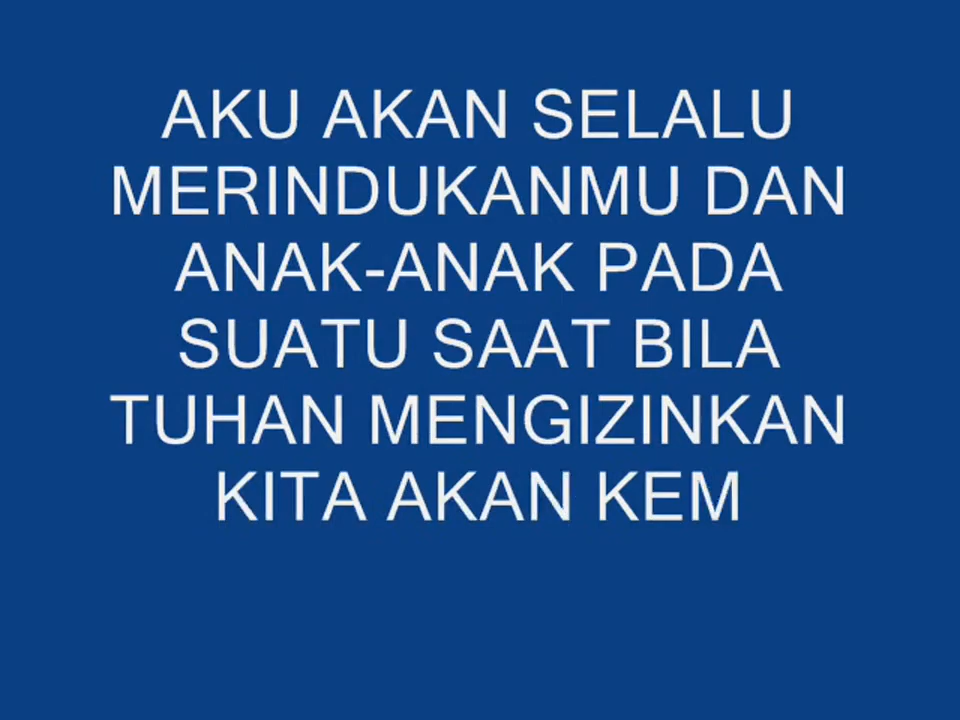 AKU AKAN SELALU
MERINDUKANMU DAN
ANAK-ANAK PADA
SUATU SAAT BILA
TUHAN MENGIZINKAN
KITA AKAN KEM